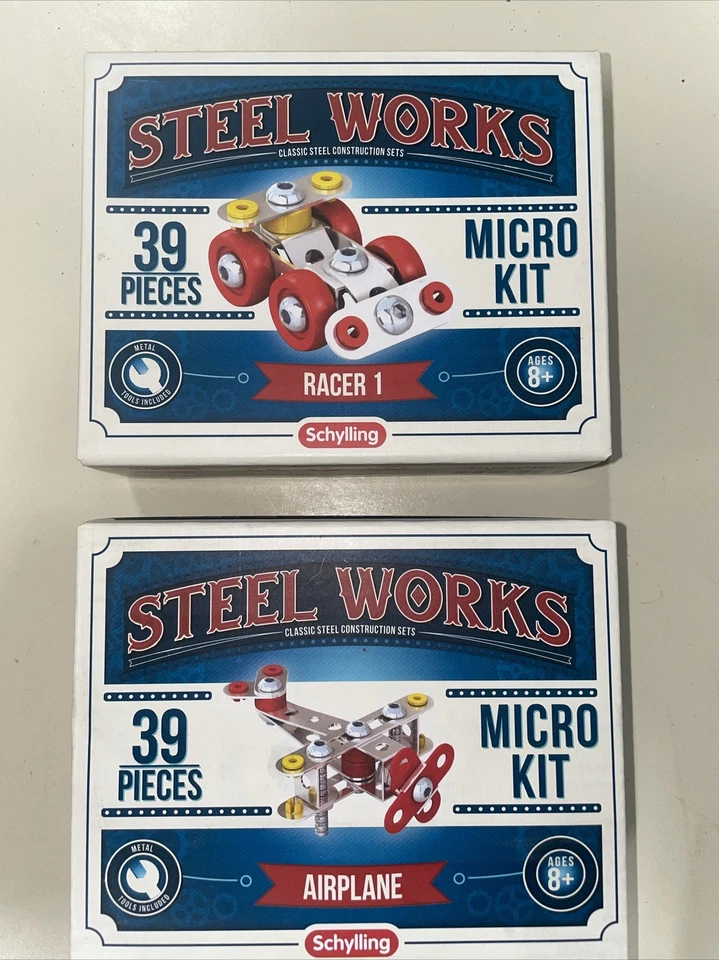 STEEL WORKS
CLASSIC STEEL CONSTRUCTION SETS
39
PIECES
MICRO
KIT
METAL
TOOLS INCLUDED
RACER 1
AGES
8+
Schylling
STEEL WORKS
CLASSIC STEEL CONSTRUCTION SETS
39
PIECES
MICRO
KIT
METAL
TOOLS INCLUDED
AIRPLANE
AGES
8+
Schylling